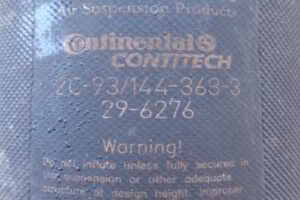 Air Suspension Products
Continental
CONTITECH
2C-93/144-363-3
29-6276
Warning!
Do not inflate unless fully secured in
the suspension or other adequate
structure at design height. Improper